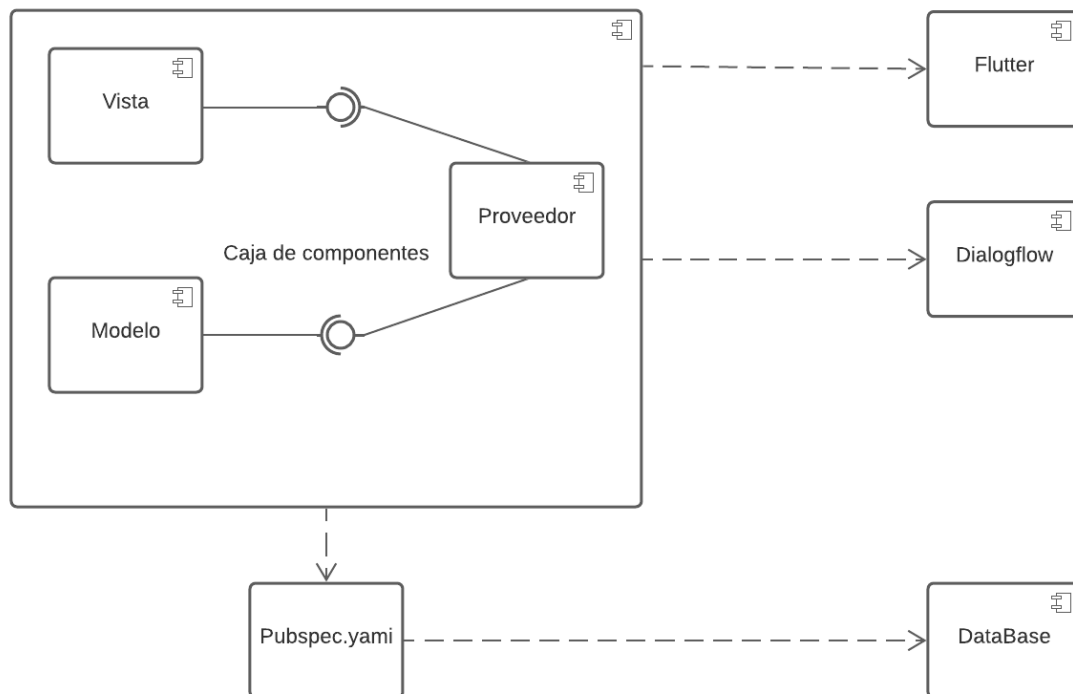 Vista
Flutter
Proveedor
Caja de componentes
Dialogflow
Modelo
Pubspec.yami
DataBase